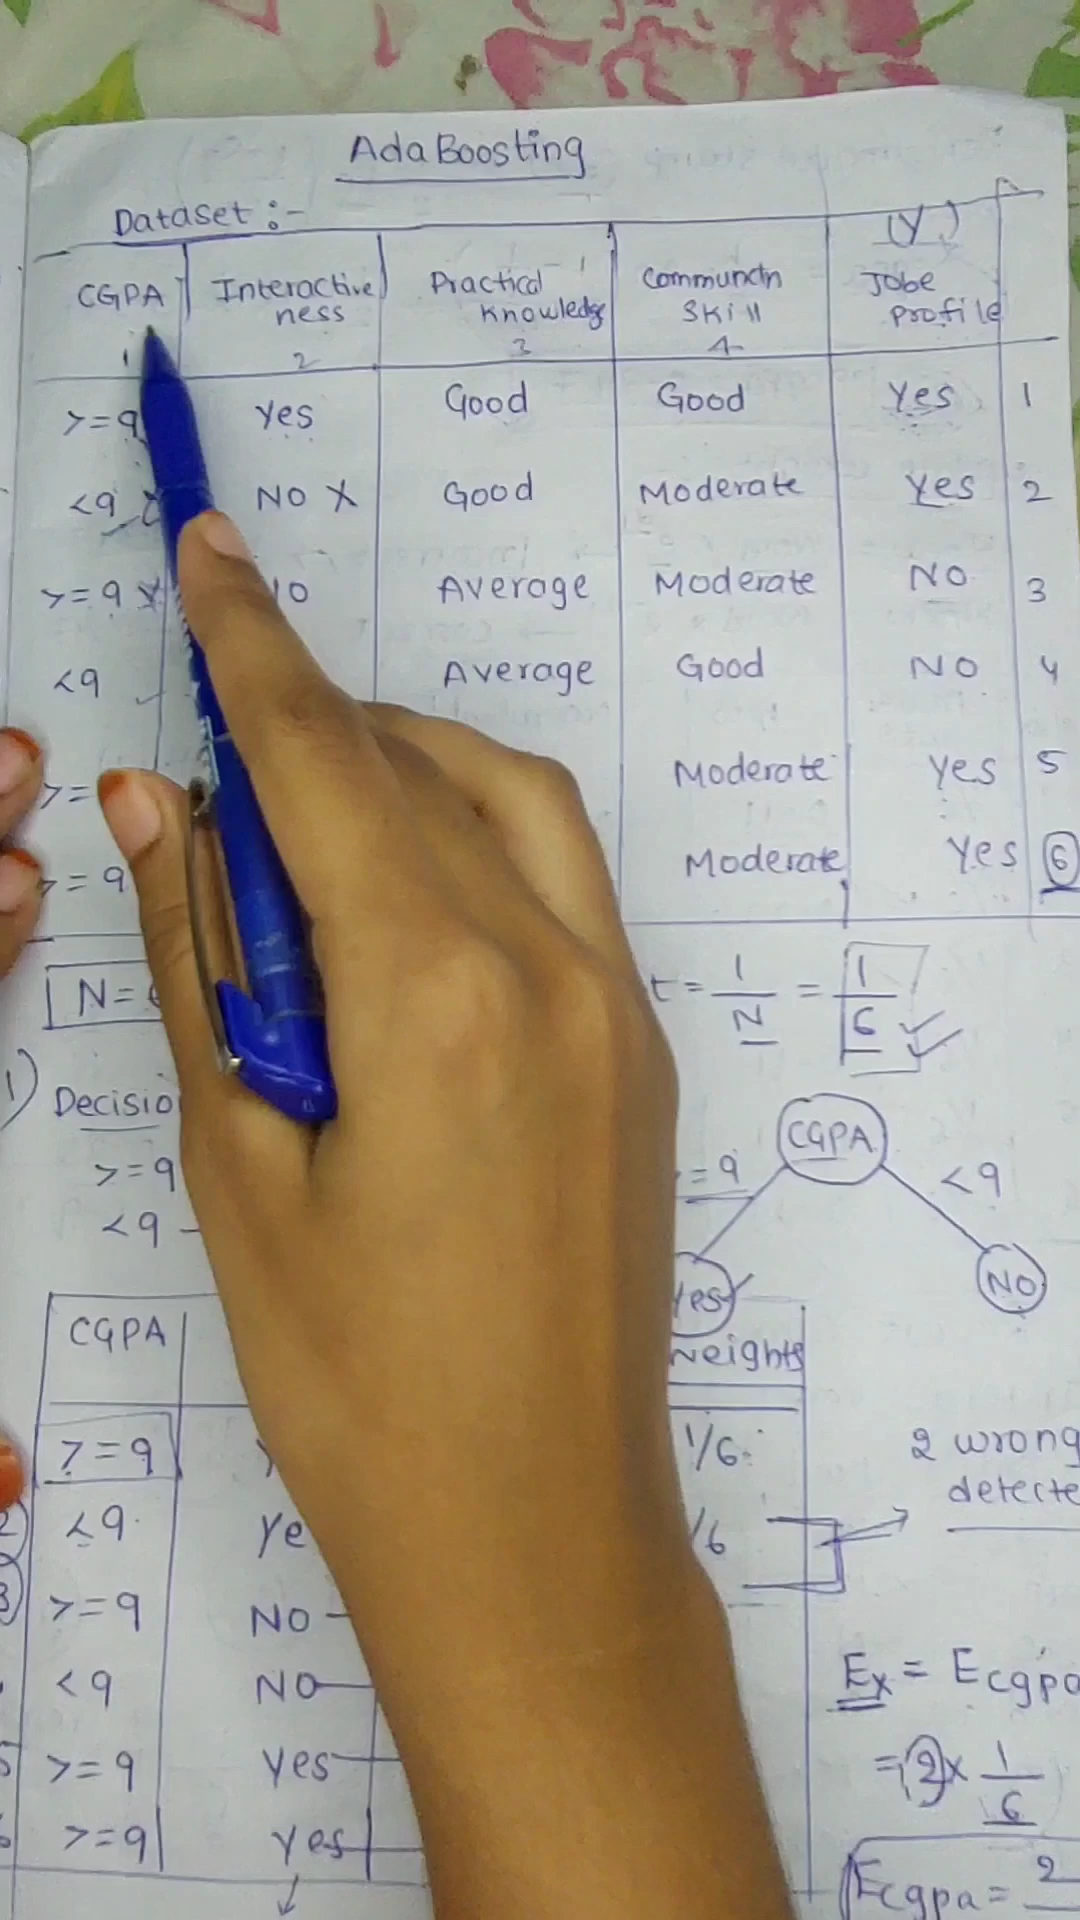 Ada Boosting
Dataset :-
(Y)
CGPA Interactive Practical Communctn Jobe
ness Knowledge Skill profile
1 2 3 4
>=9 Yes Good Good Yes 1
<9 NO X Good Moderate Yes 2
>=9 x Average Moderate NO 3
<9 Average Good NO 4
>= Moderate Yes 5
>=9 Moderate Yes 6
N= t = 1/N = 1/6
1) CGPA
>=9 =9 <9
<9 - Yes NO
CGPA Weights
>=9 1/6
<9 Ye /6 2 wrong
>=9 NO
<9 NO Ex = Ecgpa
>=9 Yes = 2 x 1/6
>=9 Yes
Ecgpa = 2